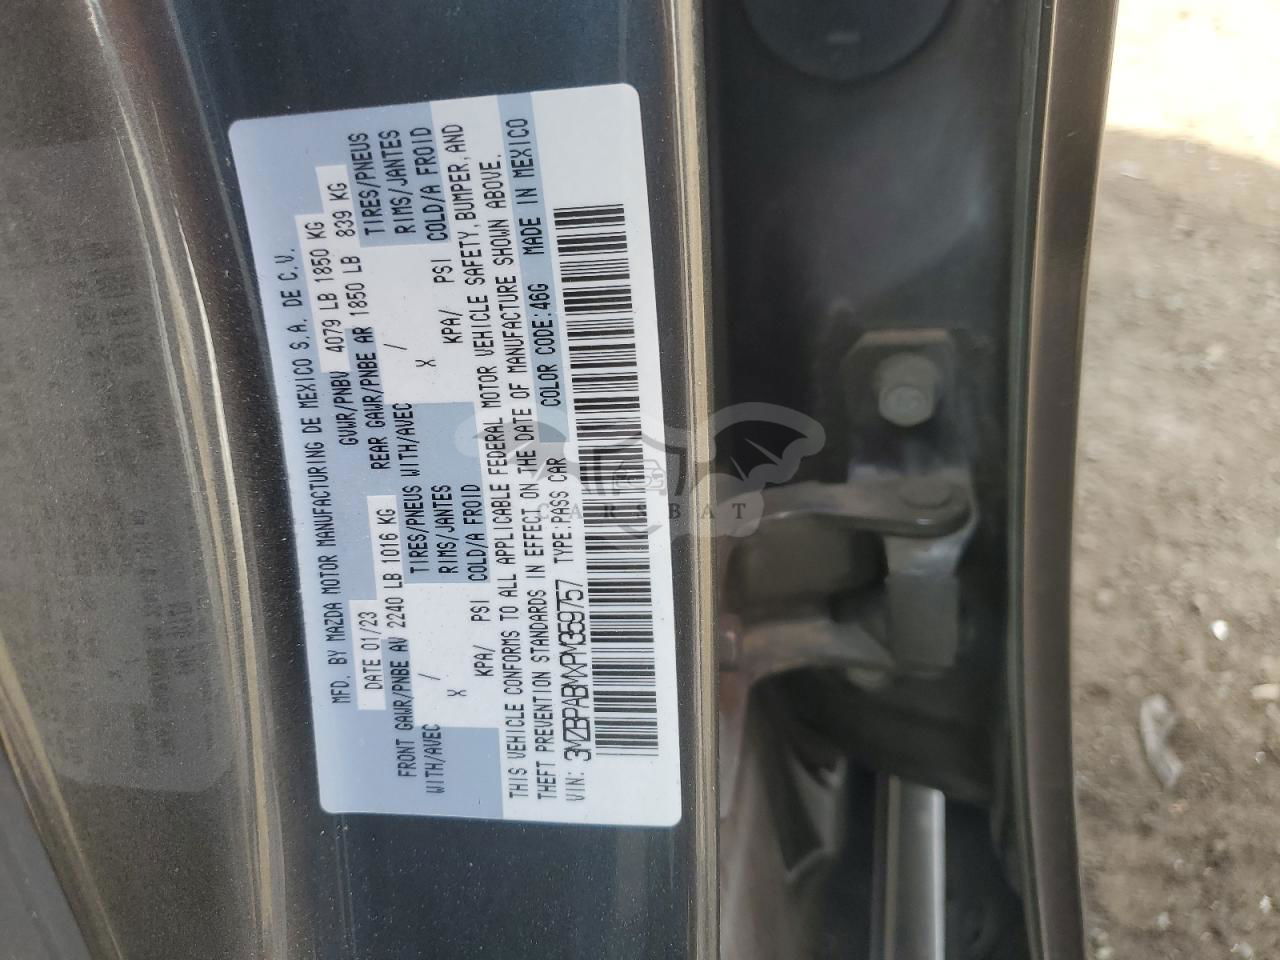 MFD. BY MAZDA MOTOR MANUFACTURING DE MEXICO S.A. DE C.V.
DATE 01/23 GVWR/PNBV 4079 LB 1850 KG
FRONT GAWR/PNBE AV 2240 LB 1016 KG REAR GAWR/PNBE AR 1850 LB 839 KG
WITH/AVEC / TIRES/PNEUS WITH/AVEC / TIRES/PNEUS
X RIMS/JANTES X RIMS/JANTES
KPA/ PSI COLD/A FROID KPA/ PSI COLD/A FROID
THIS VEHICLE CONFORMS TO ALL APPLICABLE FEDERAL MOTOR VEHICLE SAFETY, BUMPER, AND
THEFT PREVENTION STANDARDS IN EFFECT ON THE DATE OF MANUFACTURE SHOWN ABOVE.
VIN: 3MZBPABMXPM359757 TYPE:PASS CAR COLOR CODE:46G MADE IN MEXICO
CARSBAT